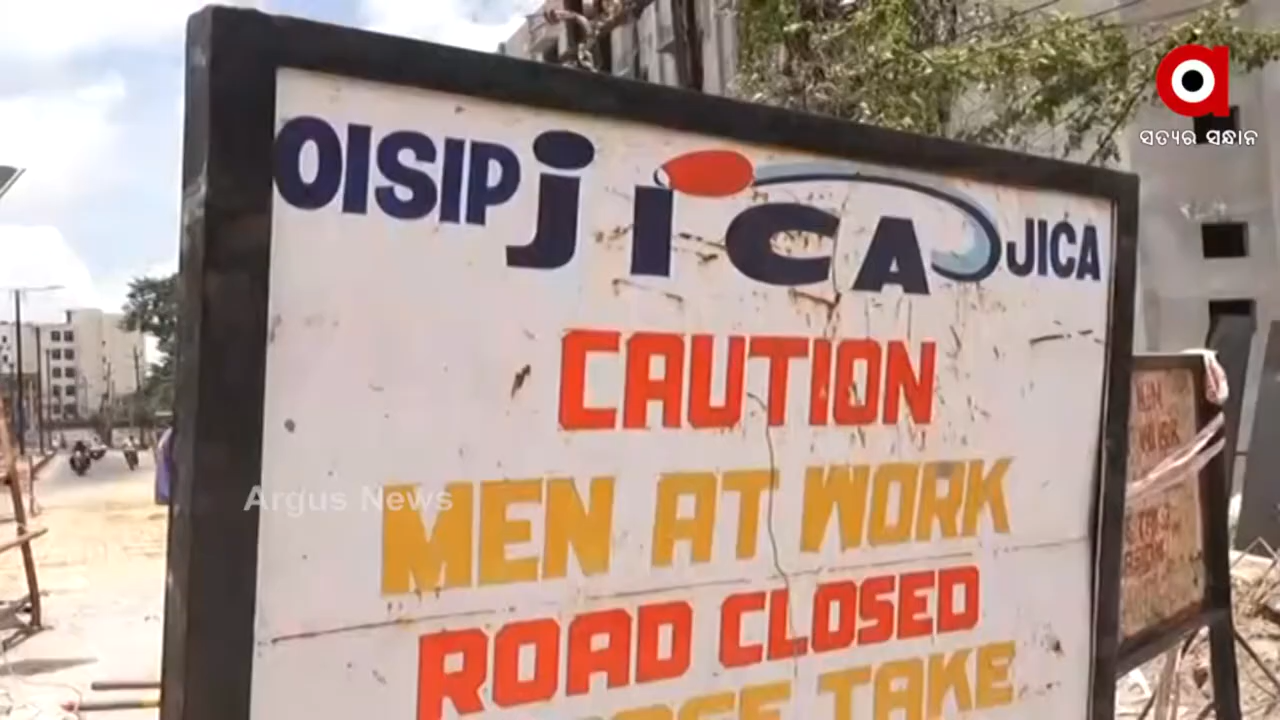 ସତ୍ୟର ସନ୍ଧାନ
OISIP jiCA JICA
CAUTION
MEN AT WORK
Argus News
ROAD CLOSED
TAKE